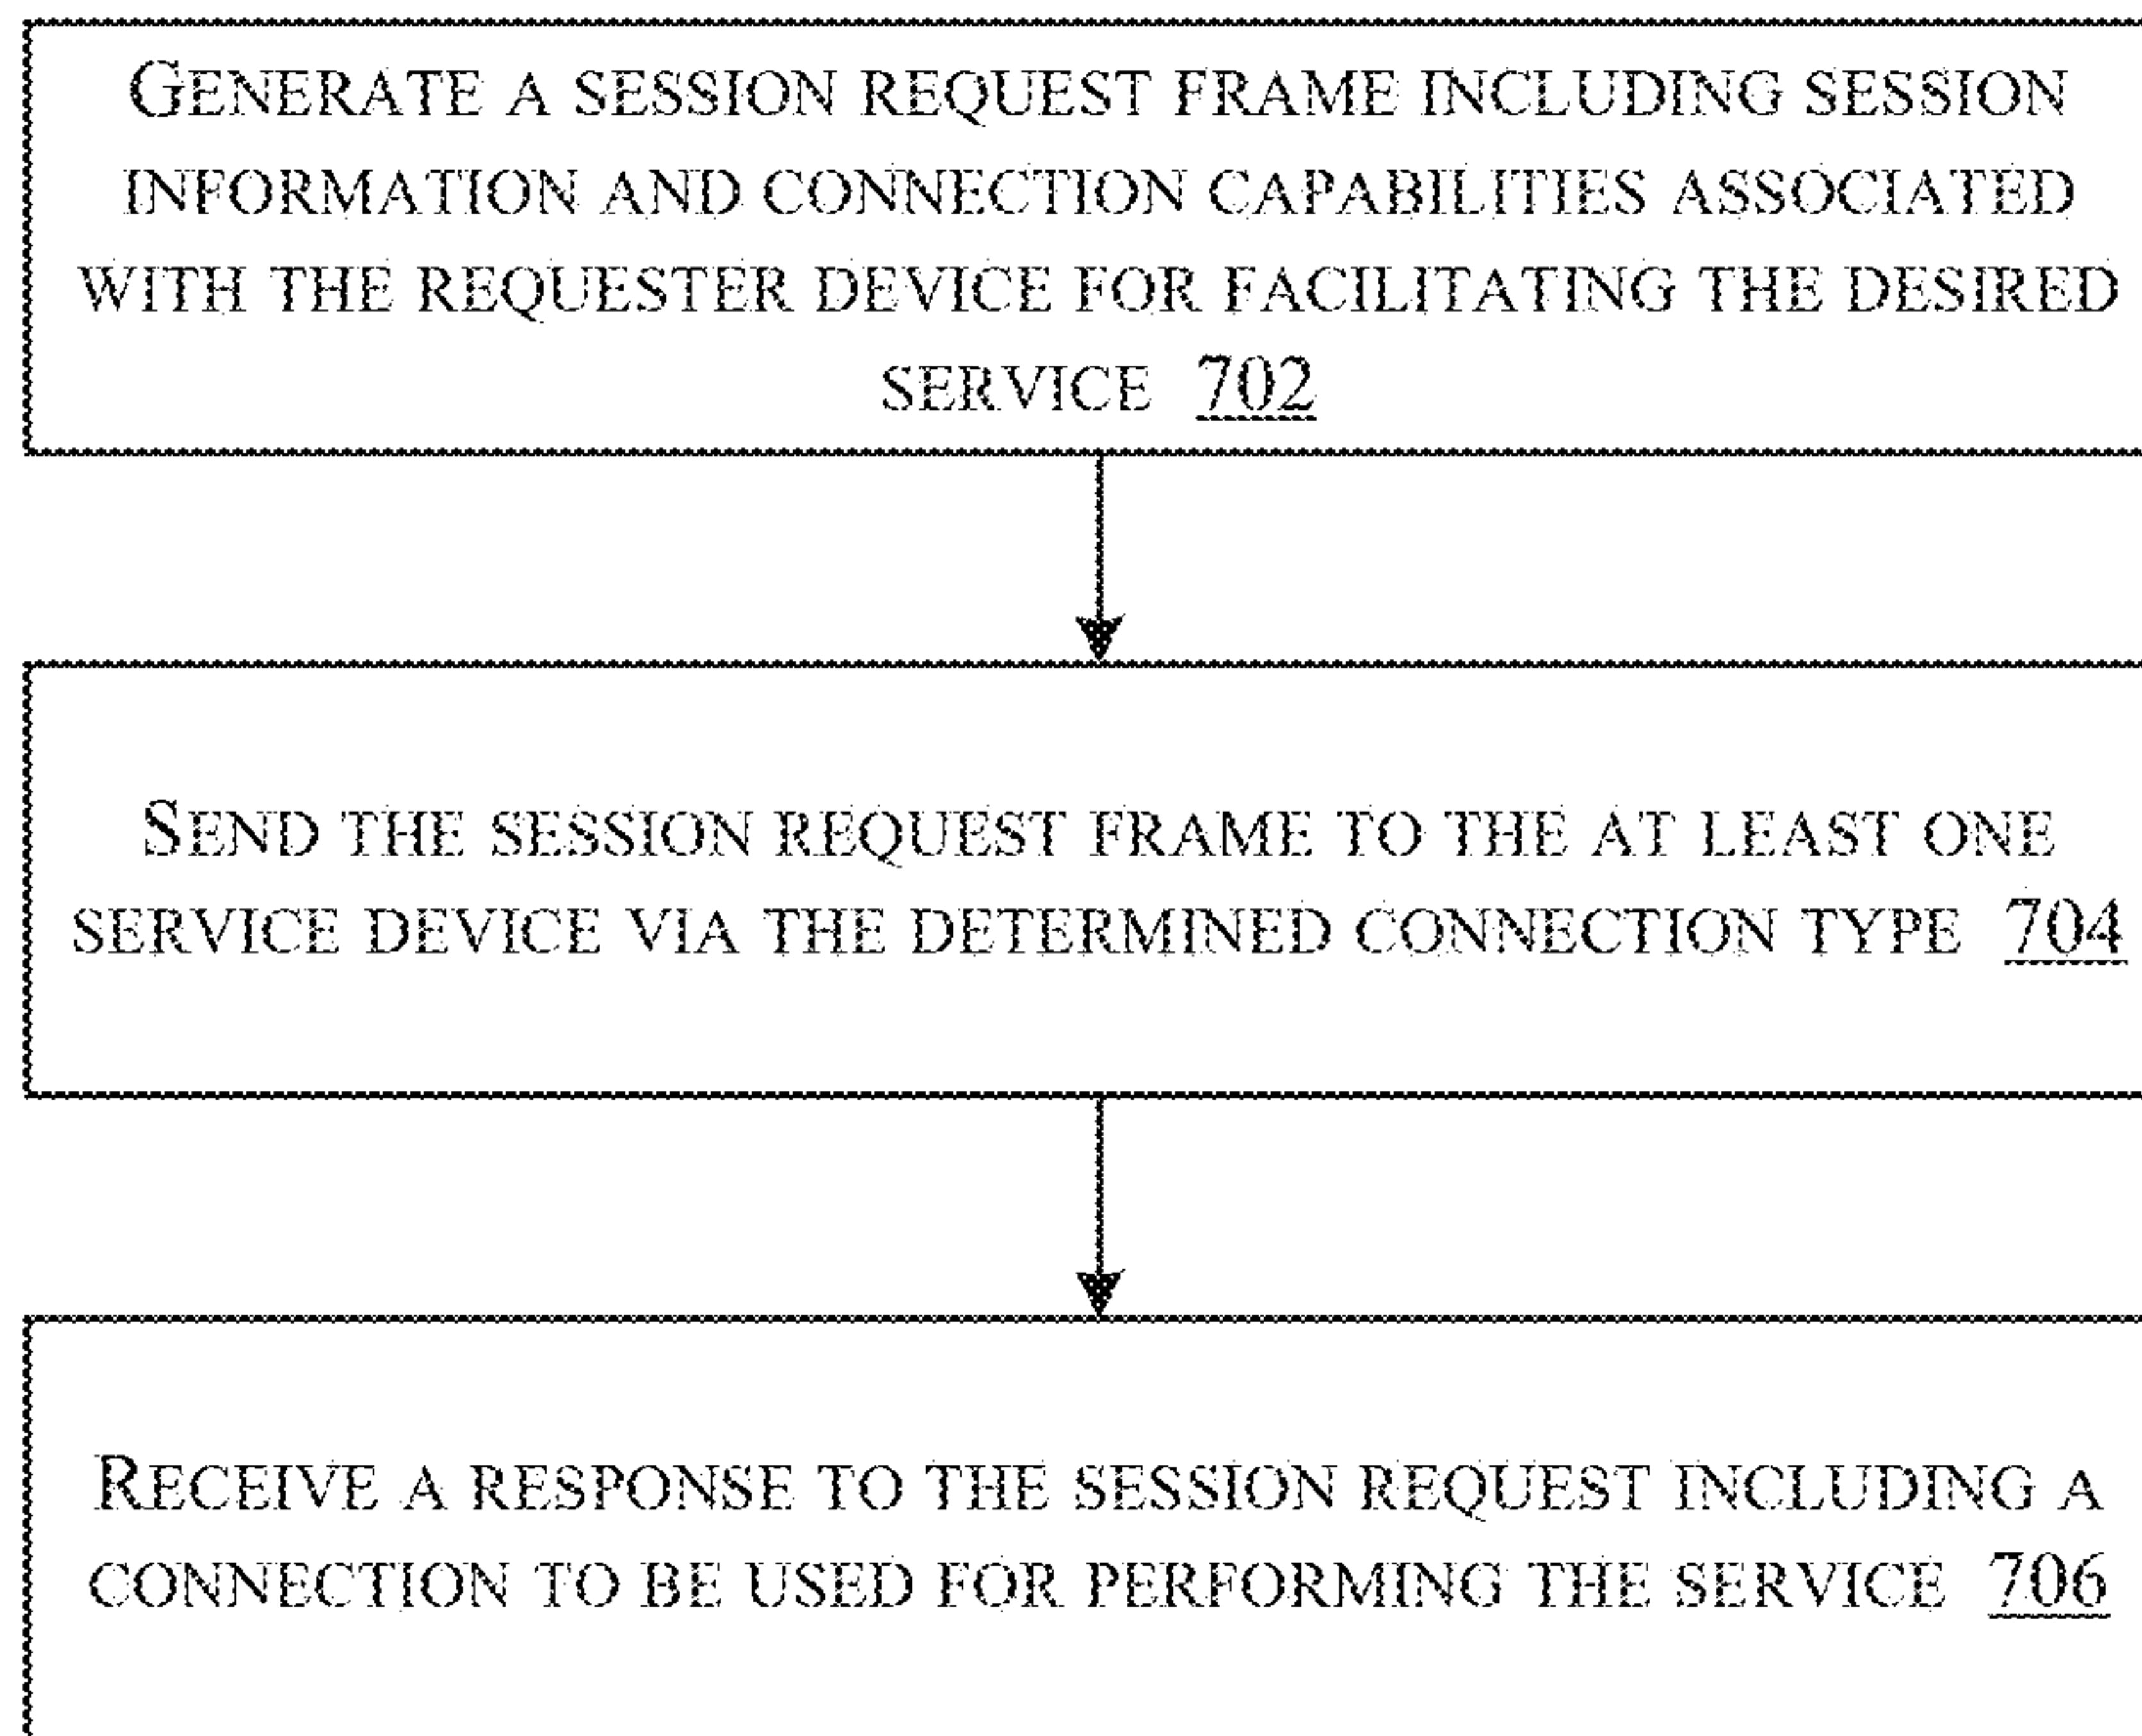 GENERATE A SESSION REQUEST FRAME INCLUDING SESSION
INFORMATION AND CONNECTION CAPABILITIES ASSOCIATED
WITH THE REQUESTER DEVICE FOR FACILITATING THE DESIRED
SERVICE 702
SEND THE SESSION REQUEST FRAME TO THE AT LEAST ONE
SERVICE DEVICE VIA THE DETERMINED CONNECTION TYPE 704
RECEIVE A RESPONSE TO THE SESSION REQUEST INCLUDING A
CONNECTION TO BE USED FOR PERFORMING THE SERVICE 706